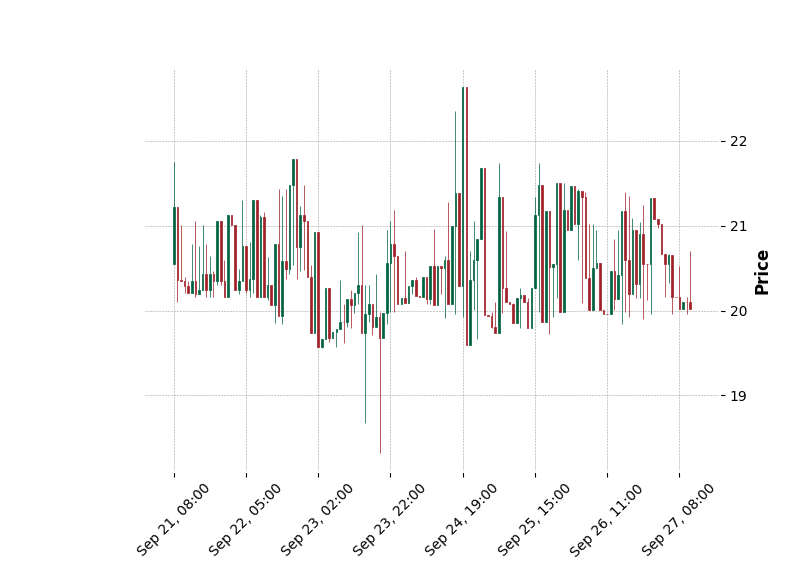 22
21
20
19
Price
Sep 21, 08:00
Sep 22, 05:00
Sep 23, 02:00
Sep 23, 22:00
Sep 24, 19:00
Sep 25, 15:00
Sep 26, 11:00
Sep 27, 08:00